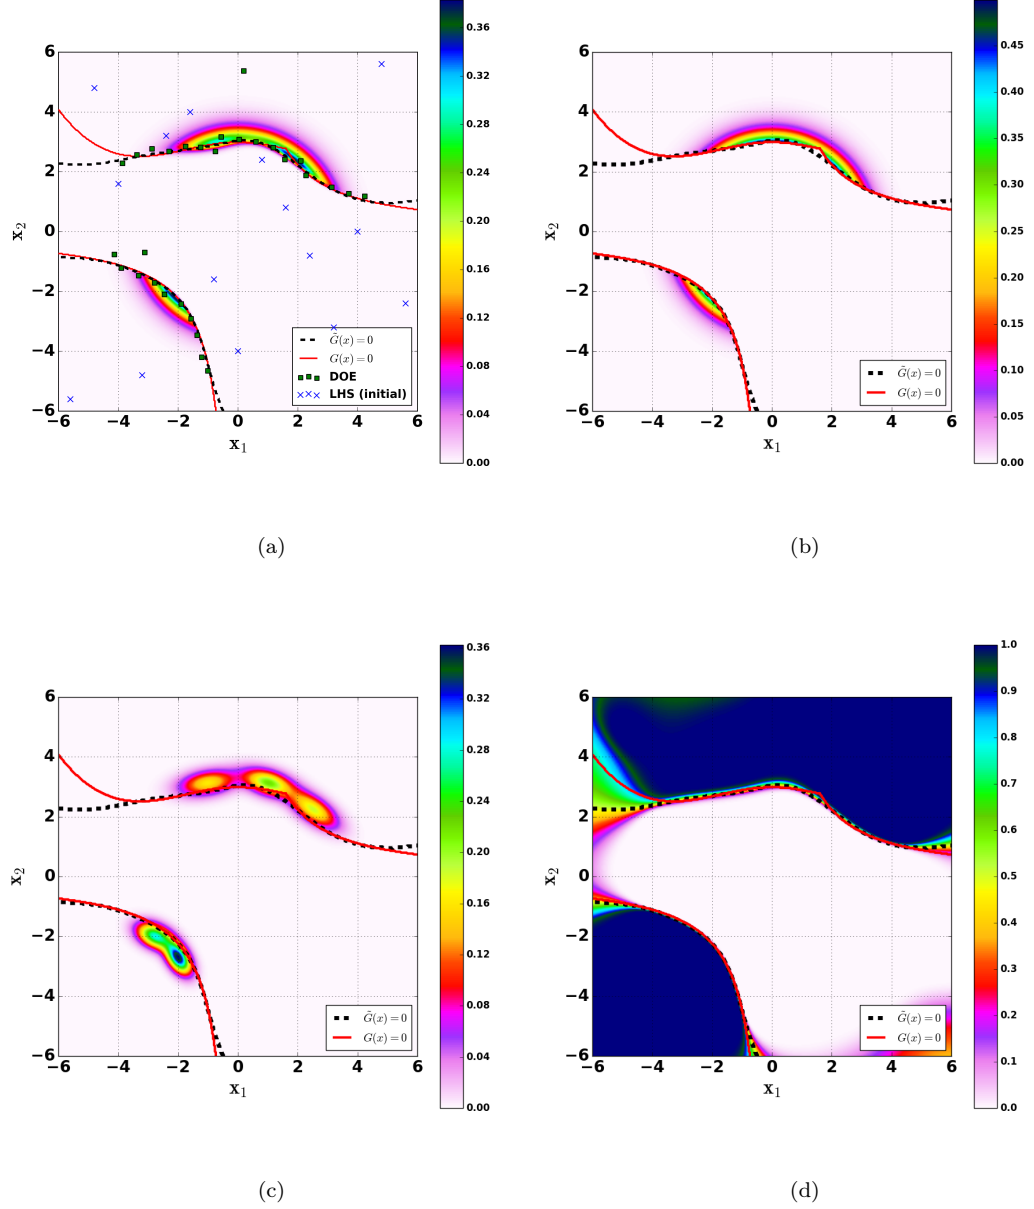 0.36
0.32
0.28
0.24
0.20
0.16
0.12
0.08
0.04
0.00
6
4
2
0
−2
−4
−6
−6 −4 −2 0 2 4 6
x₂
x₁
G̃(x) = 0
G(x) = 0
DOE
LHS (initial)
(a)
0.45
0.40
0.35
0.30
0.25
0.20
0.15
0.10
0.05
0.00
6
4
2
0
−2
−4
−6
−6 −4 −2 0 2 4 6
x₂
x₁
G̃(x) = 0
G(x) = 0
(b)
0.36
0.32
0.28
0.24
0.20
0.16
0.12
0.08
0.04
0.00
6
4
2
0
−2
−4
−6
−6 −4 −2 0 2 4 6
x₂
x₁
G̃(x) = 0
G(x) = 0
(c)
1.0
0.9
0.8
0.7
0.6
0.5
0.4
0.3
0.2
0.1
0.0
6
4
2
0
−2
−4
−6
−6 −4 −2 0 2 4 6
x₂
x₁
G̃(x) = 0
G(x) = 0
(d)